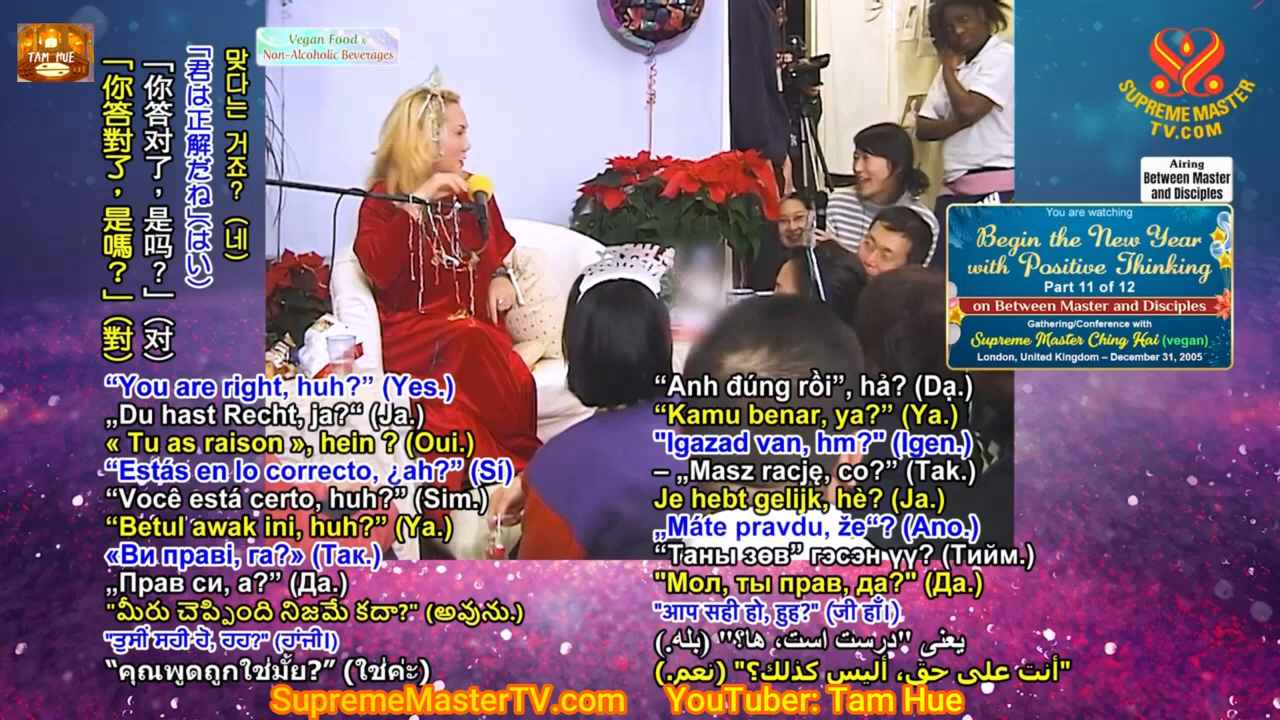 TAM HUE
Vegan Food &
Non-Alcoholic Beverages
맞다는 거죠? (네)
「君は正解だね」(はい)
「你答对了，是吗？」(对)
「你答對了，是嗎？」(對)
SUPREME MASTER
TV.COM
Airing
Between Master
and Disciples
You are watching
Begin the New Year
with Positive Thinking
Part 11 of 12
on Between Master and Disciples
Gathering/Conference with
Supreme Master Ching Hai (vegan)
London, United Kingdom – December 31, 2005
“You are right, huh?” (Yes.)
„Du hast Recht, ja?“ (Ja.)
« Tu as raison », hein ? (Oui.)
“Estás en lo correcto, ¿ah?” (Sí)
“Você está certo, huh?” (Sim.)
“Betul awak ini, huh?” (Ya.)
«Ви праві, га?» (Так.)
„Прав си, а?” (Да.)
"మీరు చెప్పింది నిజమే కదా?" (అవును.)
"ਤੁਸੀਂ ਸਹੀ ਹੋ, ਹਹ?" (ਹਾਂਜੀ।)
“คุณพูดถูกใช่มั้ย?” (ใช่ค่ะ)
“Anh đúng rồi”, hả? (Dạ.)
“Kamu benar, ya?” (Ya.)
"Igazad van, hm?" (Igen.)
– „Masz rację, co?” (Tak.)
Je hebt gelijk, hè? (Ja.)
„Máte pravdu, že“? (Ano.)
“Таны зөв” гэсэн үү? (Тийм.)
"Мол, ты прав, да?" (Да.)
"आप सही हो, हुह?" (जी हाँ।)
یعنی "درست است، ها؟" (بله.)
"أنت على حق، أليس كذلك؟" (نعم.)
SupremeMasterTV.com YouTuber: Tam Hue